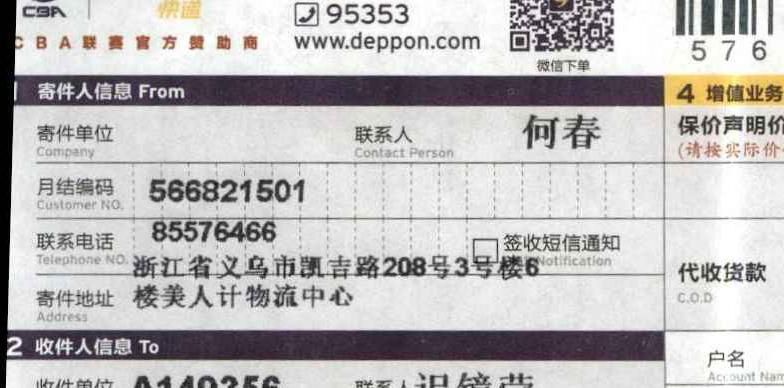 CBA
快递
95353
CBA联赛官方赞助商
www.deppon.com
微信下单
576
寄件人信息 From
4 增值业务
寄件单位
Company
联系人
Contact Person
何春
保价声明价
(请按实际价
月结编码
Customer NO.
566821501
联系电话
Telephone NO.
85576466
签收短信通知
Notification
浙江省义乌市凯吉路208号3号楼6
寄件地址
Address
楼美人计物流中心
代收货款
C.O.D
2 收件人信息 To
户名
Account Nam
收件单位
A140356
联系人